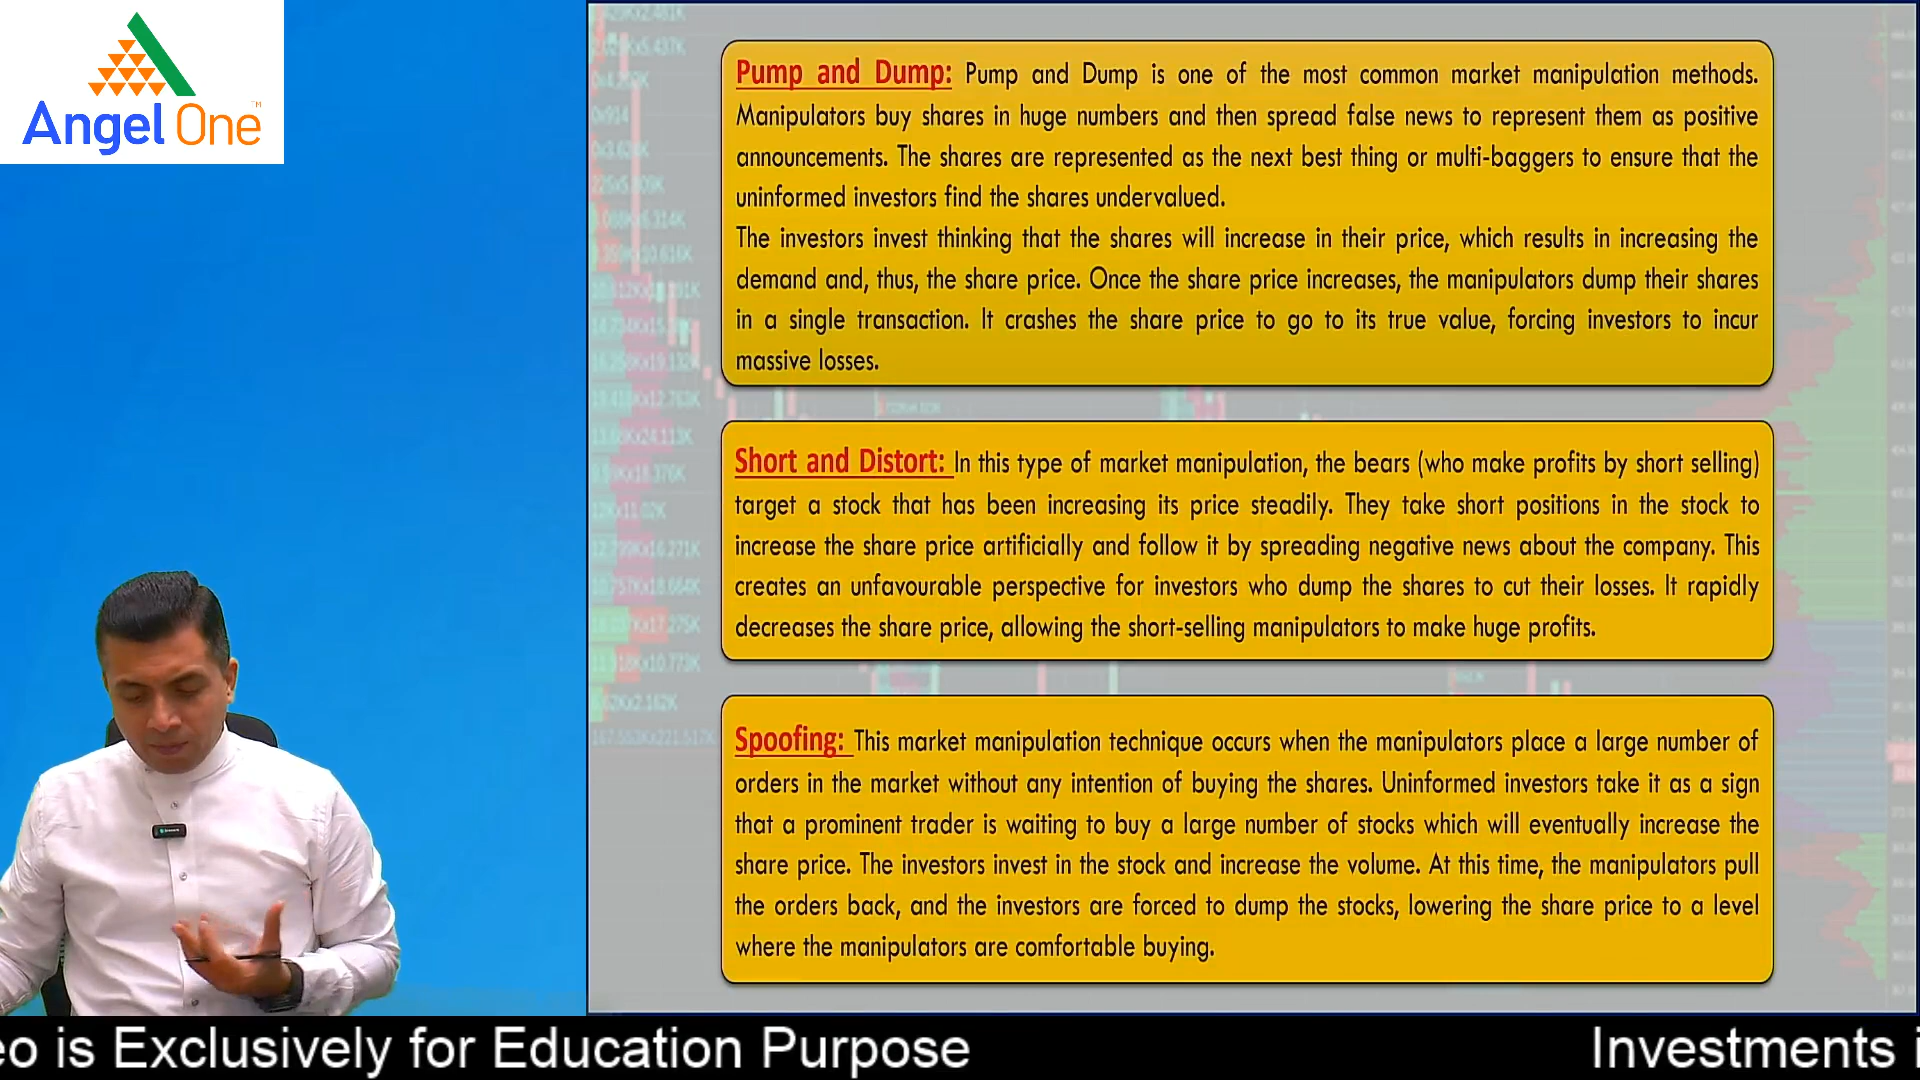 Angel One™
Pump and Dump: Pump and Dump is one of the most common market manipulation methods.
Manipulators buy shares in huge numbers and then spread false news to represent them as positive
announcements. The shares are represented as the next best thing or multi-baggers to ensure that the
uninformed investors find the shares undervalued.
The investors invest thinking that the shares will increase in their price, which results in increasing the
demand and, thus, the share price. Once the share price increases, the manipulators dump their shares
in a single transaction. It crashes the share price to go to its true value, forcing investors to incur
massive losses.
Short and Distort: In this type of market manipulation, the bears (who make profits by short selling)
target a stock that has been increasing its price steadily. They take short positions in the stock to
increase the share price artificially and follow it by spreading negative news about the company. This
creates an unfavourable perspective for investors who dump the shares to cut their losses. It rapidly
decreases the share price, allowing the short-selling manipulators to make huge profits.
Spoofing: This market manipulation technique occurs when the manipulators place a large number of
orders in the market without any intention of buying the shares. Uninformed investors take it as a sign
that a prominent trader is waiting to buy a large number of stocks which will eventually increase the
share price. The investors invest in the stock and increase the volume. At this time, the manipulators pull
the orders back, and the investors are forced to dump the stocks, lowering the share price to a level
where the manipulators are comfortable buying.
eo is Exclusively for Education Purpose Investments i